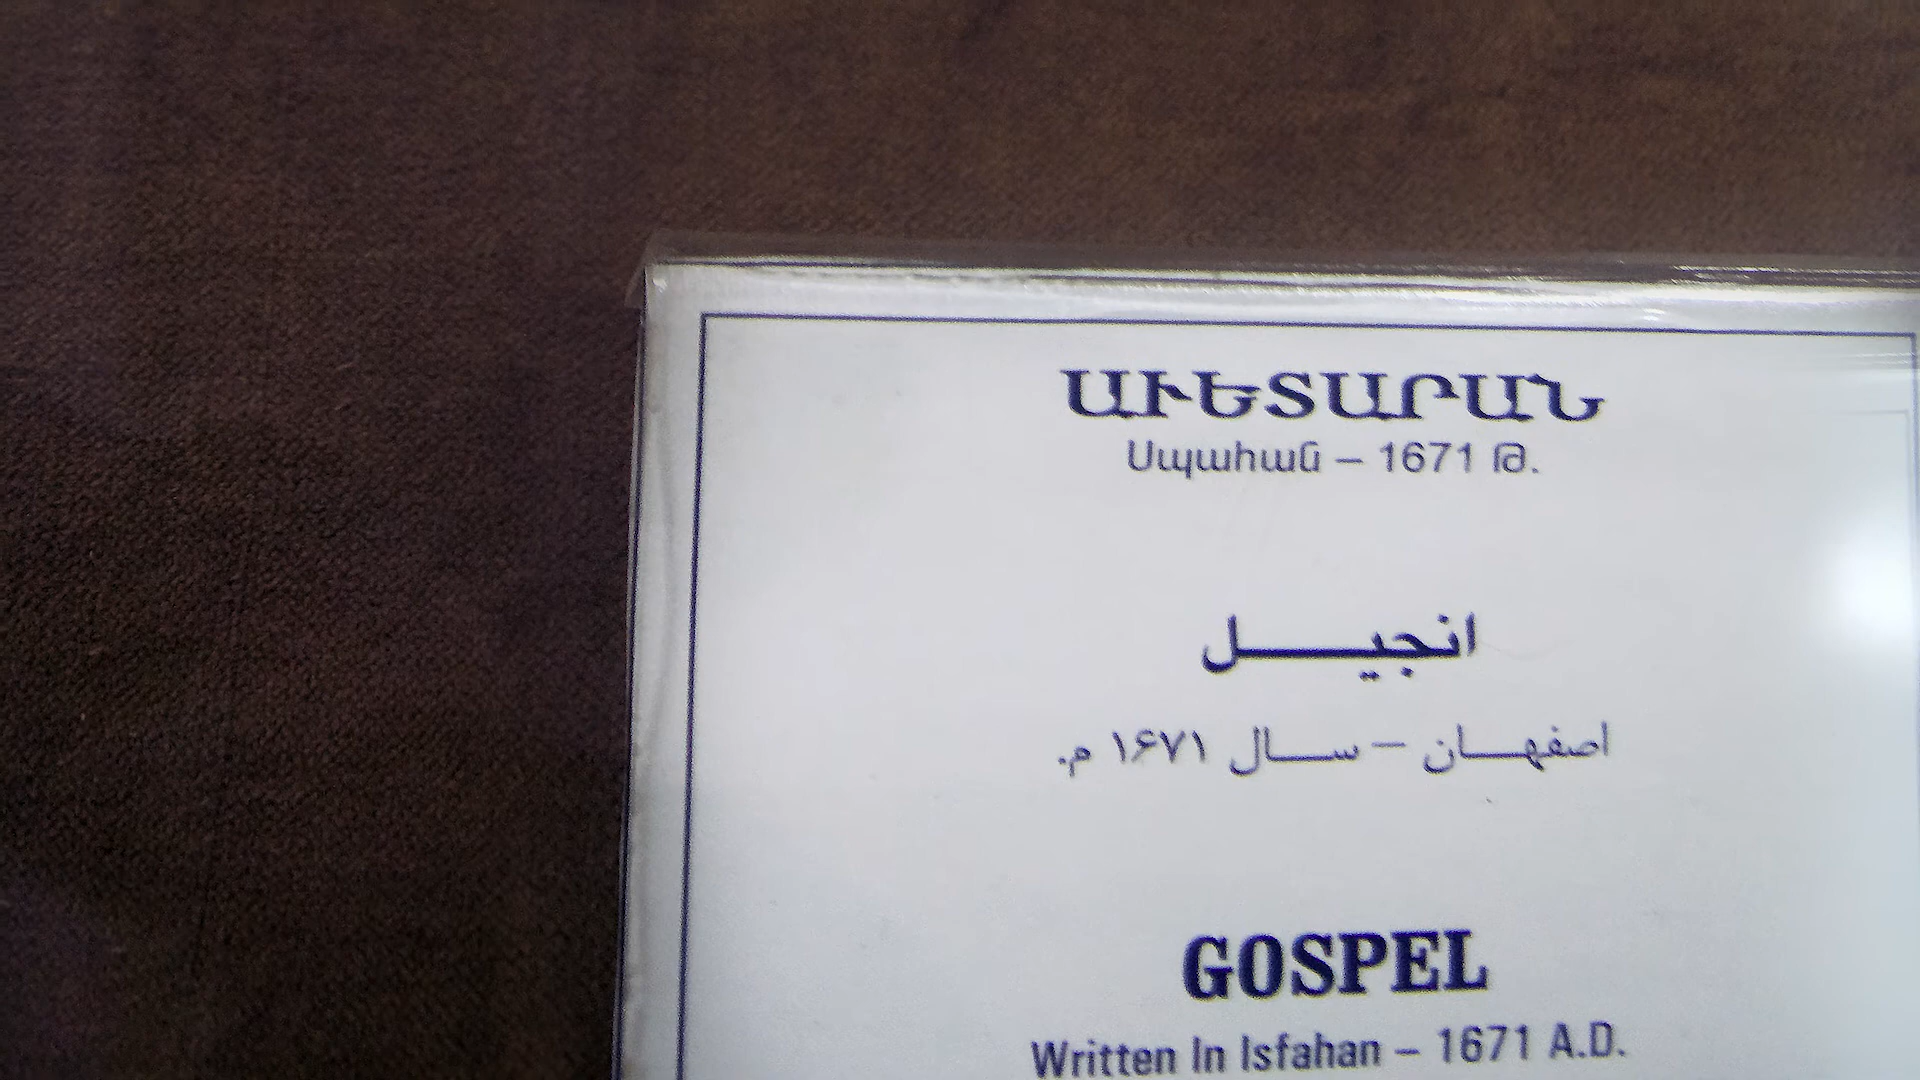 ԱՒԵՏԱՐԱՆ
Սպահան – 1671 Թ.
انجیل
اصفهان – سال ۱۶۷۱ م.
GOSPEL
Written In Isfahan – 1671 A.D.